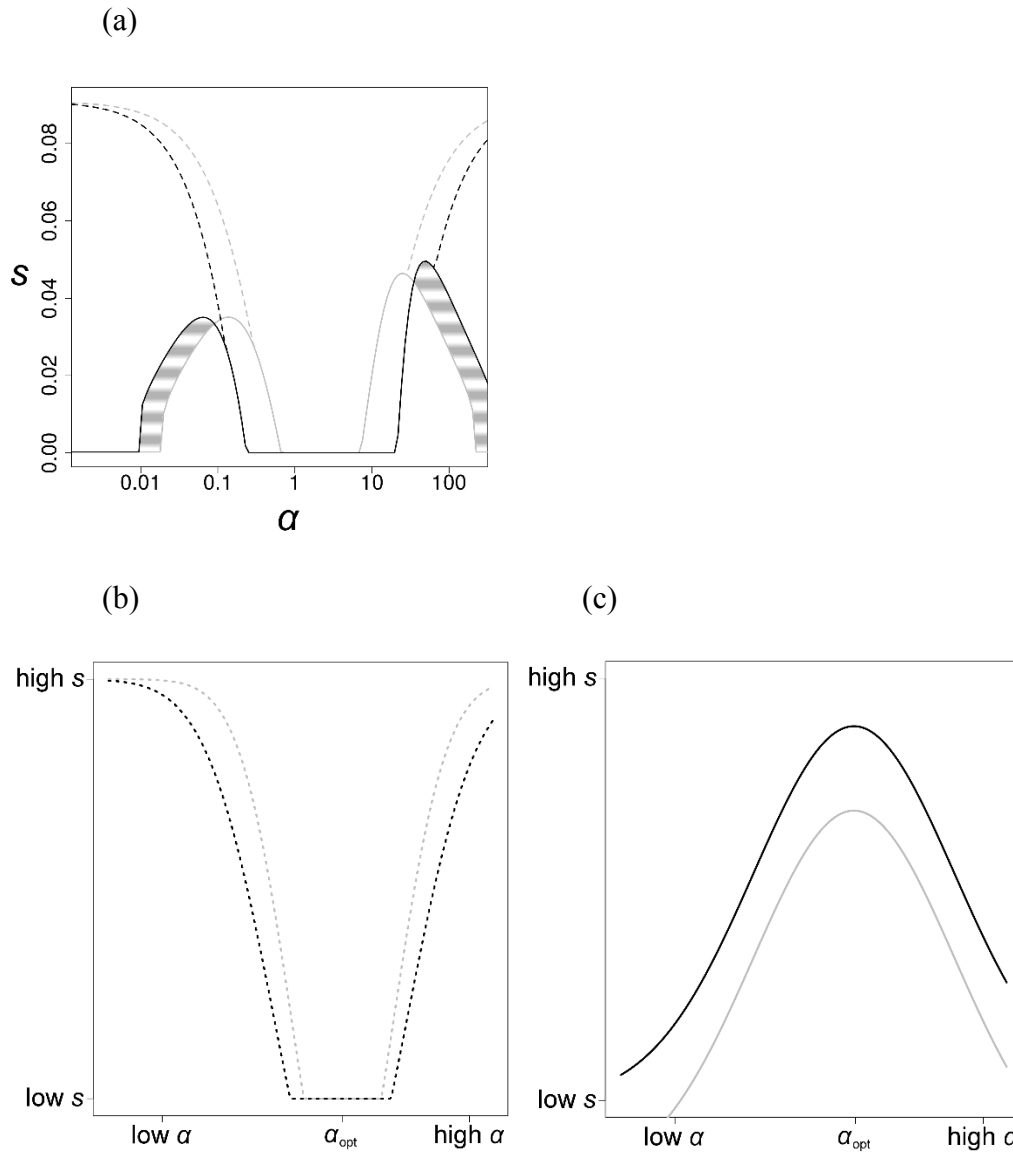 (a)
0.08
0.06
s
0.04
0.02
0.00
0.01 0.1 1 10 100
α
(b) (c)
high s high s
low s low s
low α αopt high α low α αopt high α